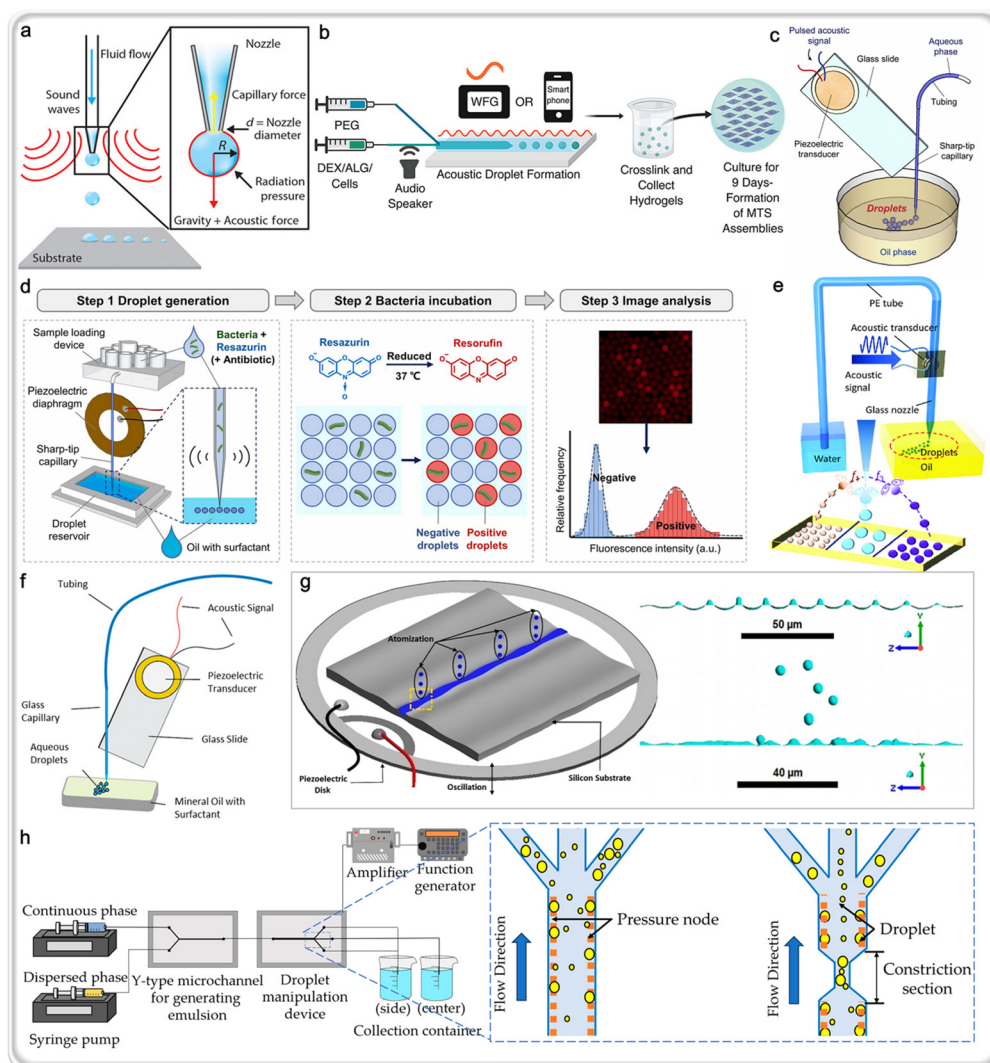 a
Fluid flow
Sound
waves
Nozzle
Capillary force
d = Nozzle
diameter
R
Radiation
pressure
Gravity + Acoustic force
Substrate
b
PEG
DEX/ALG/
Cells
Audio
Speaker
WFG
OR
Smart
phone
Acoustic Droplet Formation
Crosslink and
Collect
Hydrogels
Culture for
9 Days-
Formation
of MTS
Assemblies
c
Pulsed acoustic
signal
Glass slide
Aqueous
phase
Tubing
Piezoelectric
transducer
Sharp-tip
capillary
Droplets
Oil phase
d
Step 1 Droplet generation
Step 2 Bacteria incubation
Step 3 Image analysis
Sample loading
device
Bacteria +
Resazurin
(+ Antibiotic)
Piezoelectric
diaphragm
Sharp-tip
capillary
Droplet
reservoir
Oil with surfactant
Resazurin
Reduced
37 ℃
Resorufin
O⁻
O
O
N
O
O⁻
O
O
N
Negative
droplets
Positive
droplets
Relative frequency
Negative
Positive
Fluorescence intensity (a.u.)
e
PE tube
Acoustic transducer
Acoustic
signal
Glass nozzle
Water
Droplets
Oil
f
Tubing
Acoustic Signal
Piezoelectric
Transducer
Glass
Capillary
Glass Slide
Aqueous
Droplets
Mineral Oil with
Surfactant
g
Atomization
Piezoelectric
Disk
Oscillation
Silicon Substrate
50 μm
Y
Z
40 μm
Y
Z
h
Amplifier
Function
generator
Continuous phase
Dispersed phase
Syringe pump
Y-type microchannel
for generating
emulsion
Droplet
manipulation
device
(side)
(center)
Collection container
Flow Direction
Pressure node
Flow Direction
Droplet
Constriction
section